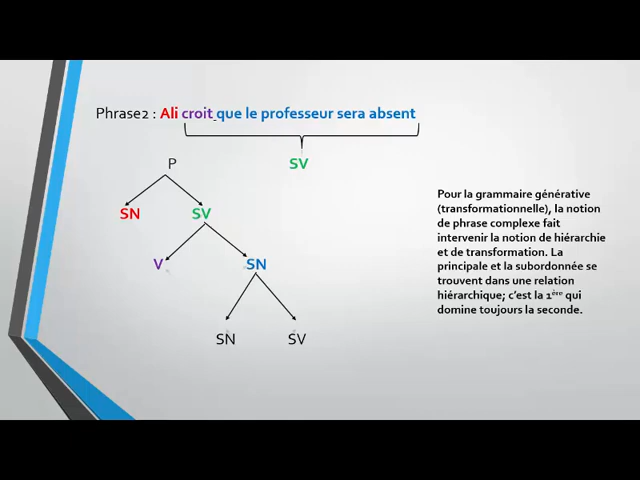 Phrase2 : Ali croit que le professeur sera absent
P
SV
SN
SV
V
SN
SN
SV
Pour la grammaire générative
(transformationnelle), la notion
de phrase complexe fait
intervenir la notion de hiérarchie
et de transformation. La
principale et la subordonnée se
trouvent dans une relation
hiérarchique; c’est la 1ère qui
domine toujours la seconde.